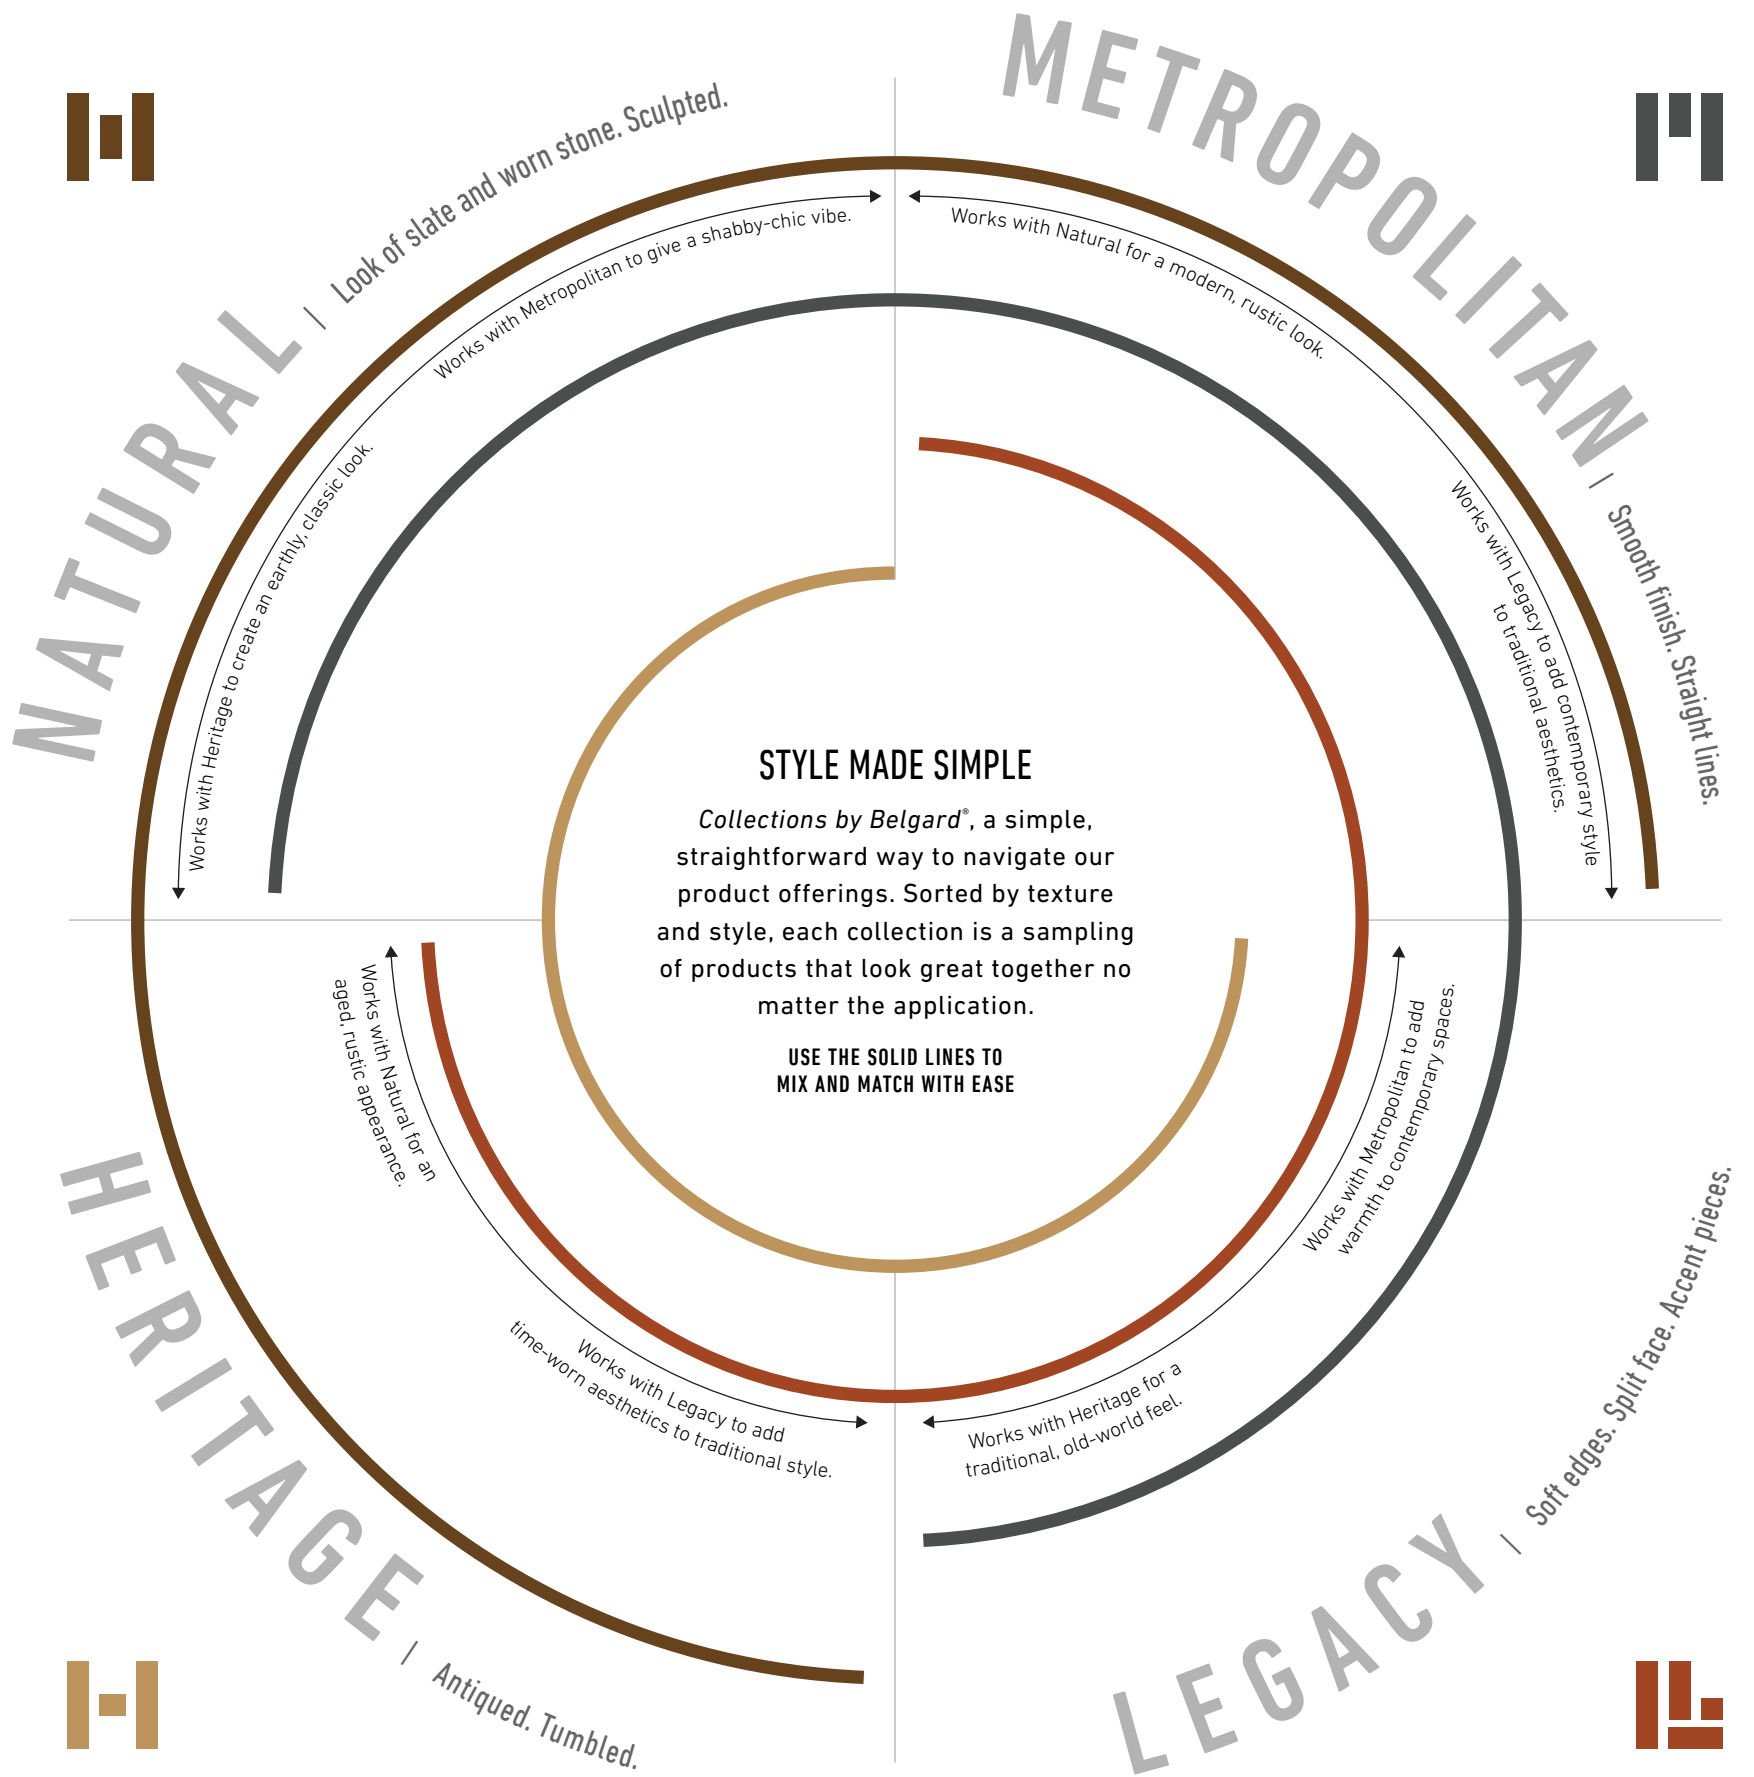 NATURAL | Look of slate and worn stone. Sculpted.
Works with Heritage to create an earthly, classic look.
Works with Metropolitan to give a shabby-chic vibe.
METROPOLITAN | Smooth finish. Straight lines.
Works with Natural for a modern, rustic look.
Works with Legacy to add contemporary style
to traditional aesthetics.
STYLE MADE SIMPLE
Collections by Belgard®, a simple,
straightforward way to navigate our
product offerings. Sorted by texture
and style, each collection is a sampling
of products that look great together no
matter the application.
USE THE SOLID LINES TO
MIX AND MATCH WITH EASE
HERITAGE | Antiqued. Tumbled.
Works with Natural for an
aged, rustic appearance.
Works with Legacy to add
time-worn aesthetics to traditional style.
LEGACY | Soft edges. Split face. Accent pieces.
Works with Heritage for a
traditional, old-world feel.
Works with Metropolitan to add
warmth to contemporary spaces.